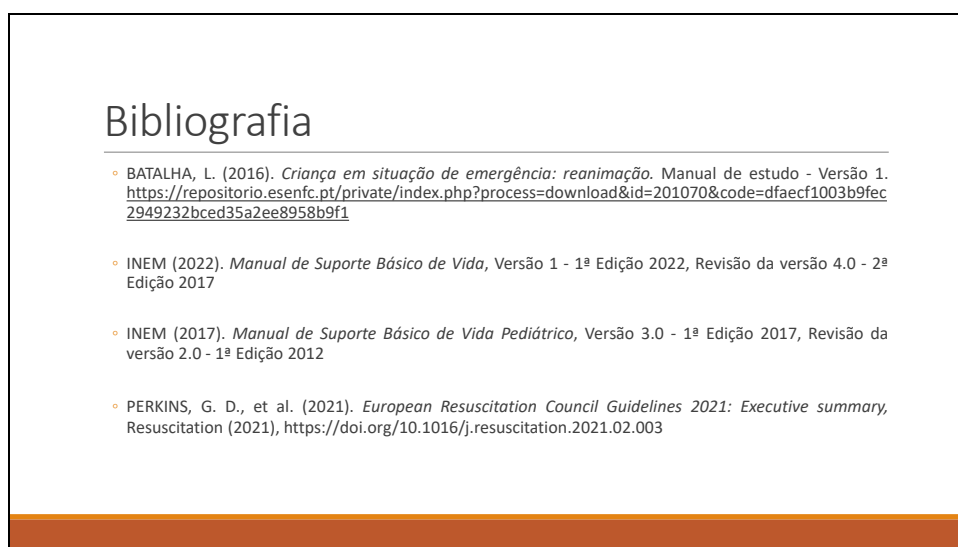 Bibliografia
◦ BATALHA, L. (2016). Criança em situação de emergência: reanimação. Manual de estudo - Versão 1.
https://repositorio.esenfc.pt/private/index.php?process=download&id=201070&code=dfaecf1003b9fec
2949232bced35a2ee8958b9f1
◦ INEM (2022). Manual de Suporte Básico de Vida, Versão 1 - 1ª Edição 2022, Revisão da versão 4.0 - 2ª
Edição 2017
◦ INEM (2017). Manual de Suporte Básico de Vida Pediátrico, Versão 3.0 - 1ª Edição 2017, Revisão da
versão 2.0 - 1ª Edição 2012
◦ PERKINS, G. D., et al. (2021). European Resuscitation Council Guidelines 2021: Executive summary,
Resuscitation (2021), https://doi.org/10.1016/j.resuscitation.2021.02.003